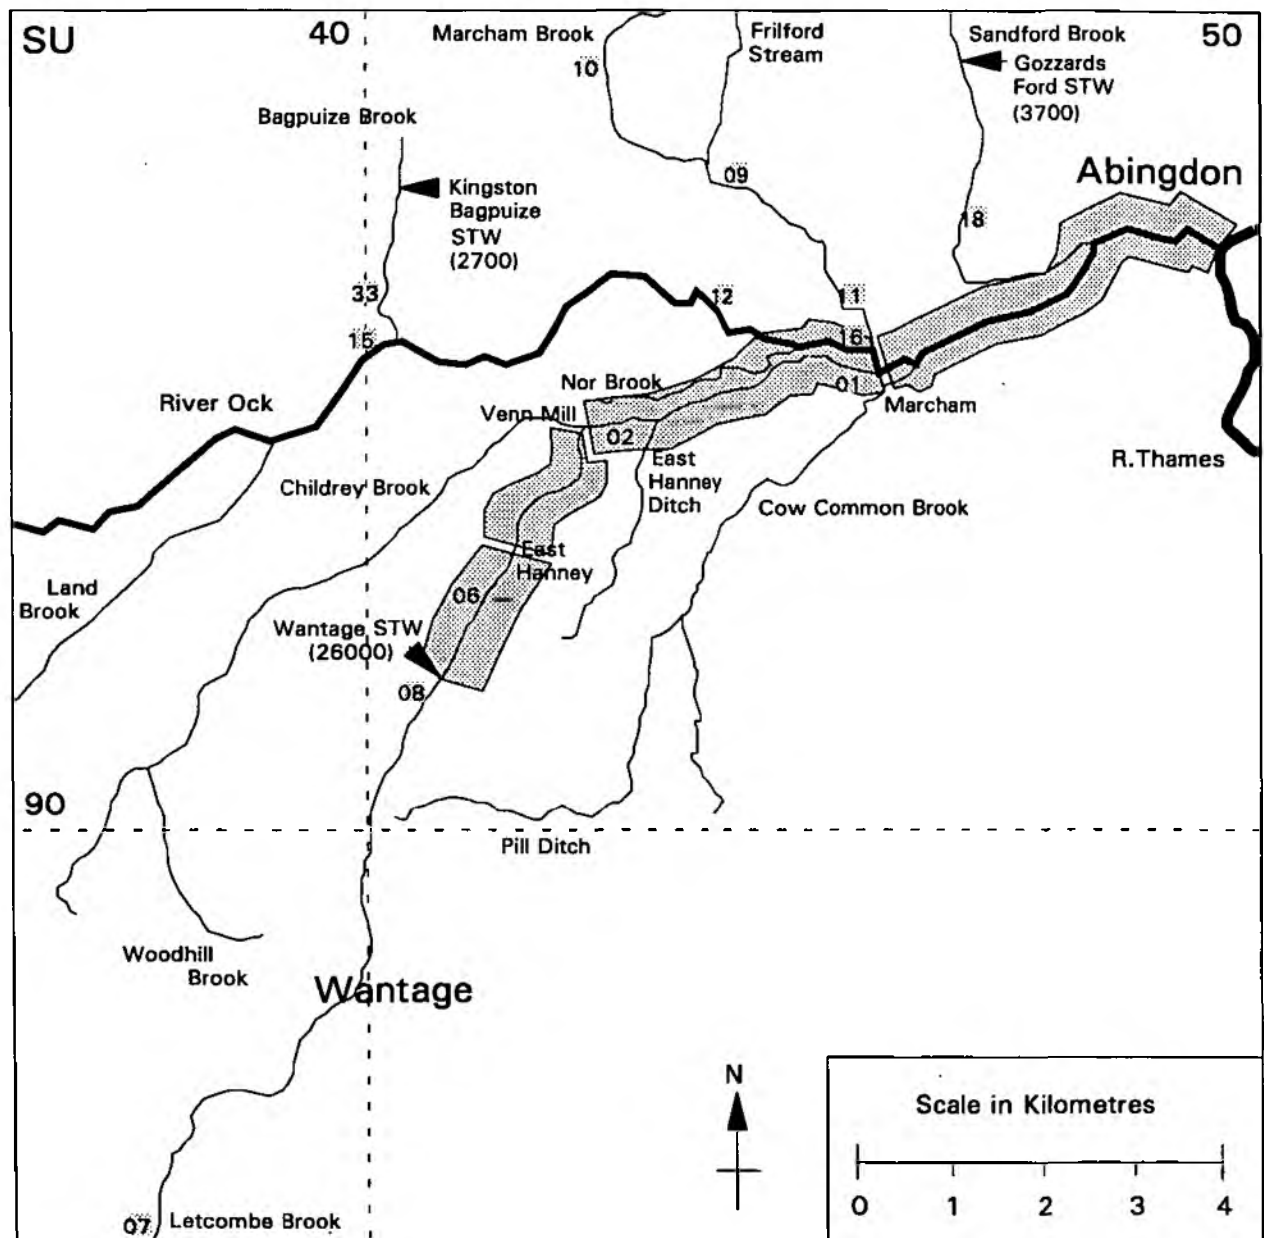 SU
40
Marcham Brook
Frilford
Stream
Sandford Brook
50
10
Gozzards
Ford STW
(3700)
Bagpuize Brook
Kingston
Bagpuize
STW
(2700)
09
Abingdon
18
33
12
11
15
16
River Ock
Nor Brook
01
Marcham
Venn Mill
02
R.Thames
East
Hanney
Ditch
Childrey Brook
Cow Common Brook
East
Hanney
Land
Brook
06
Wantage STW
(26000)
08
90
Pill Ditch
Woodhill
Brook
Wantage
N
Scale in Kilometres
0 1 2 3 4
07
Letcombe Brook